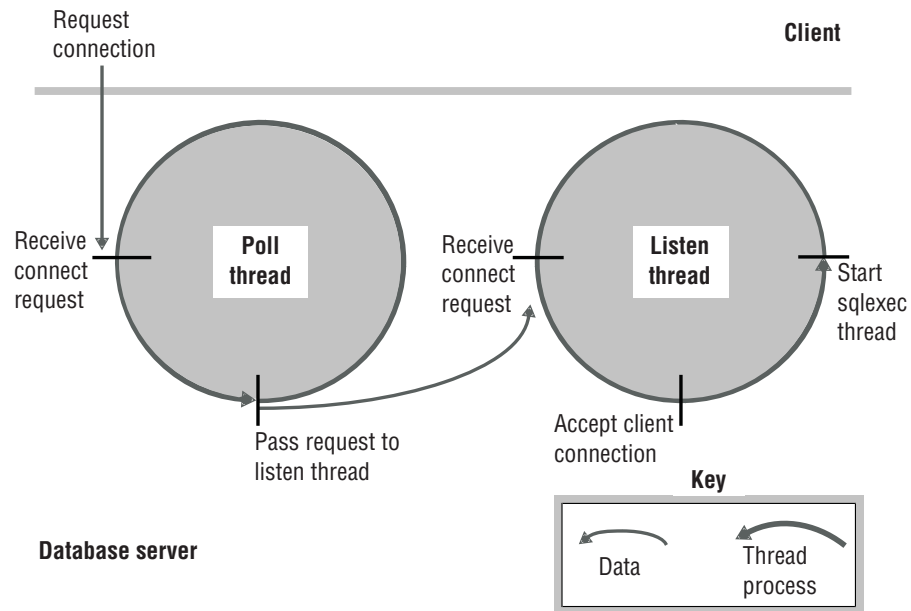 Request
connection
Client
Receive
connect
request
Poll
thread
Receive
connect
request
Listen
thread
Start
sqlexec
thread
Pass request to
listen thread
Accept client
connection
Key
Database server
Data
Thread
process